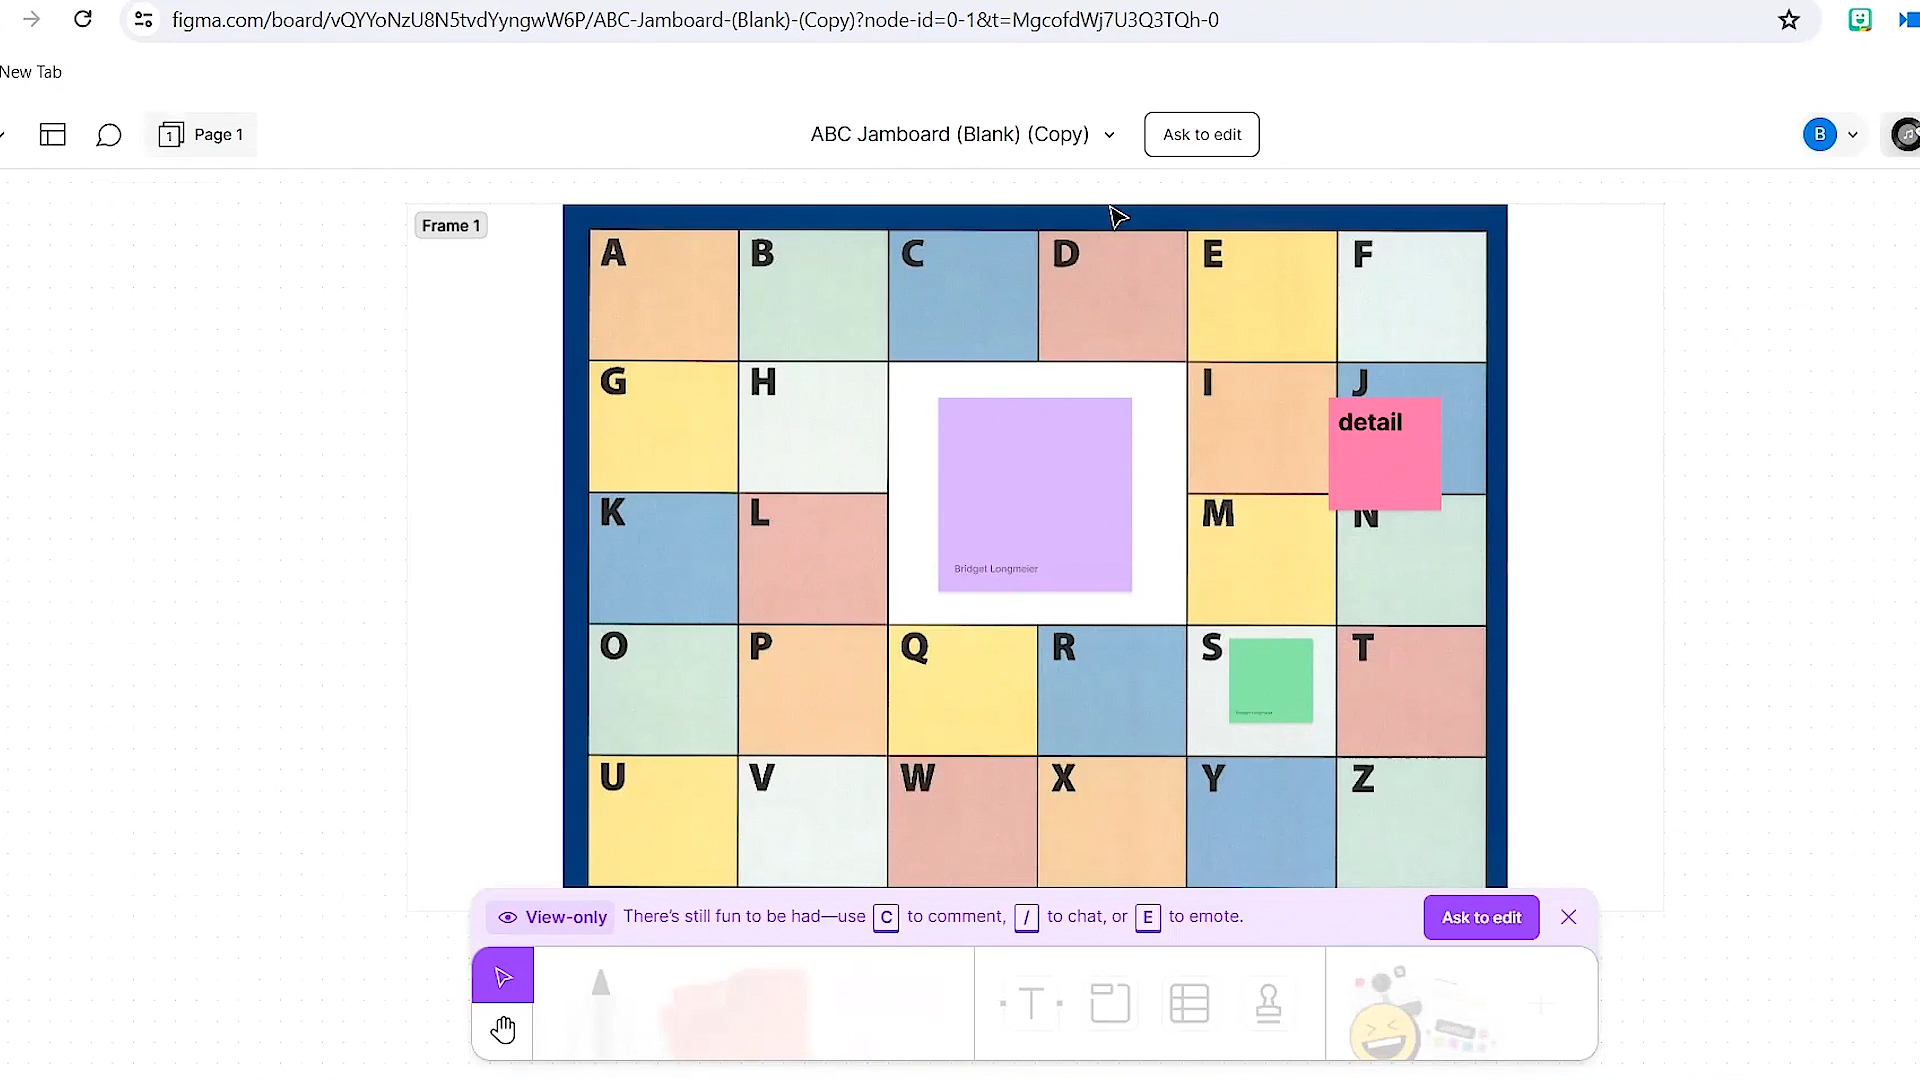 figma.com/board/vQYYoNzU8N5tvdYyngwW6P/ABC-Jamboard-(Blank)-(Copy)?node-id=0-1&t=MgcofdWj7U3Q3TQh-0
New Tab
1 Page 1
ABC Jamboard (Blank) (Copy)
Ask to edit
B
Frame 1
A B C D E F
G H I J
detail
K L M N
Bridget Longmeier
O P Q R S T
U V W X Y Z
View-only There's still fun to be had—use C to comment, / to chat, or E to emote.
Ask to edit
T